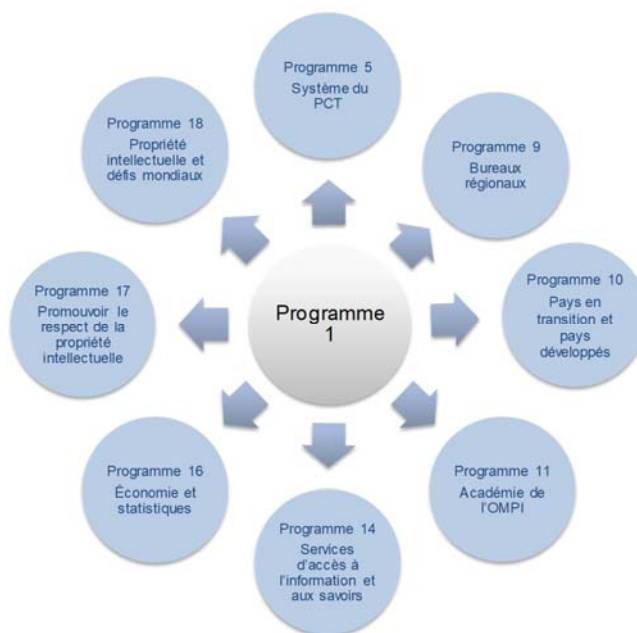 Programme 5
Système du
PCT
Programme 9
Bureaux
régionaux
Programme 10
Pays en
transition et
pays
développés
Programme 11
Académie de
l'OMPI
Programme 14
Services
d'accès à
l'information et
aux savoirs
Programme 16
Économie et
statistiques
Programme 17
Promouvoir le
respect de la
propriété
intellectuelle
Programme 18
Propriété
intellectuelle et
défis mondiaux
Programme
1